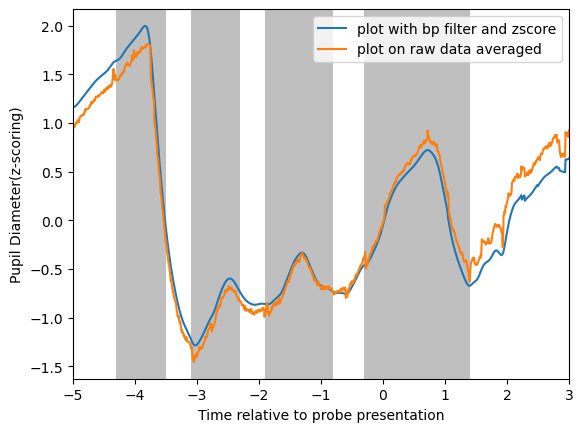 plot with bp filter and zscore
plot on raw data averaged
Pupil Diameter(z-scoring)
2.0
1.5
1.0
0.5
0.0
−0.5
−1.0
−1.5
−5 −4 −3 −2 −1 0 1 2 3
Time relative to probe presentation